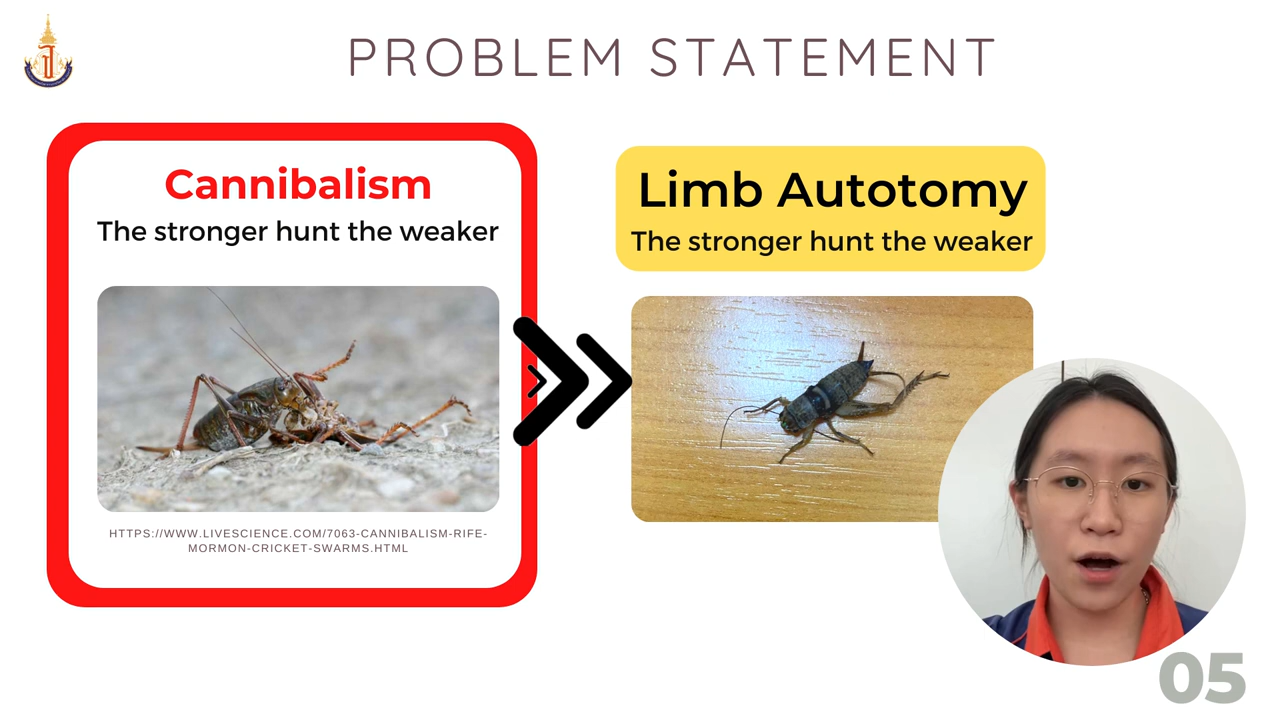 PROBLEM STATEMENT
Cannibalism
The stronger hunt the weaker
HTTPS://WWW.LIVESCIENCE.COM/7063-CANNIBALISM-RIFE-
MORMON-CRICKET-SWARMS.HTML
Limb Autotomy
The stronger hunt the weaker
05